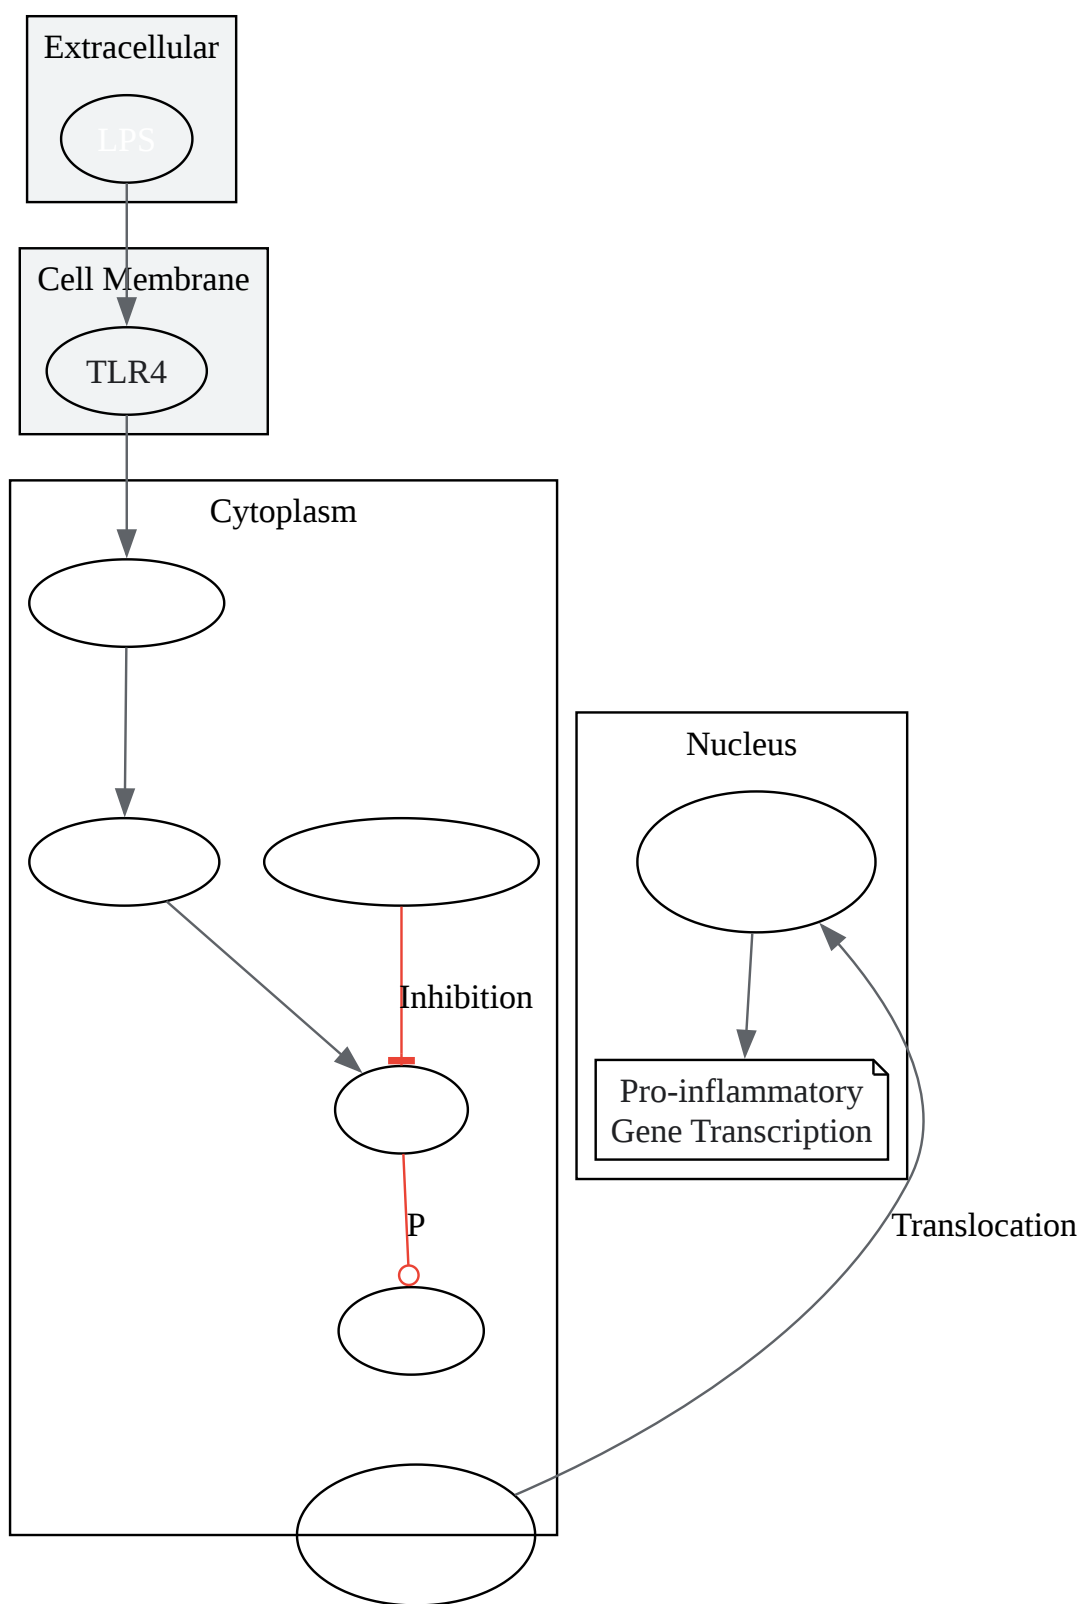 Extracellular
LPS
Cell Membrane
TLR4
Cytoplasm
Nucleus
Inhibition
Pro-inflammatory
Gene Transcription
P
Translocation